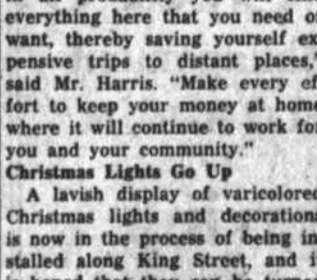 everything here that you need o
want, thereby saving yourself ex
pensive trips to distant places,"
said Mr. Harris. "Make every ef
fort to keep your money at home
where it will continue to work for
you and your community."
Christmas Lights Go Up
A lavish display of varicolored
Christmas lights and decorations
is now in the process of being in
stalled along King Street, and i